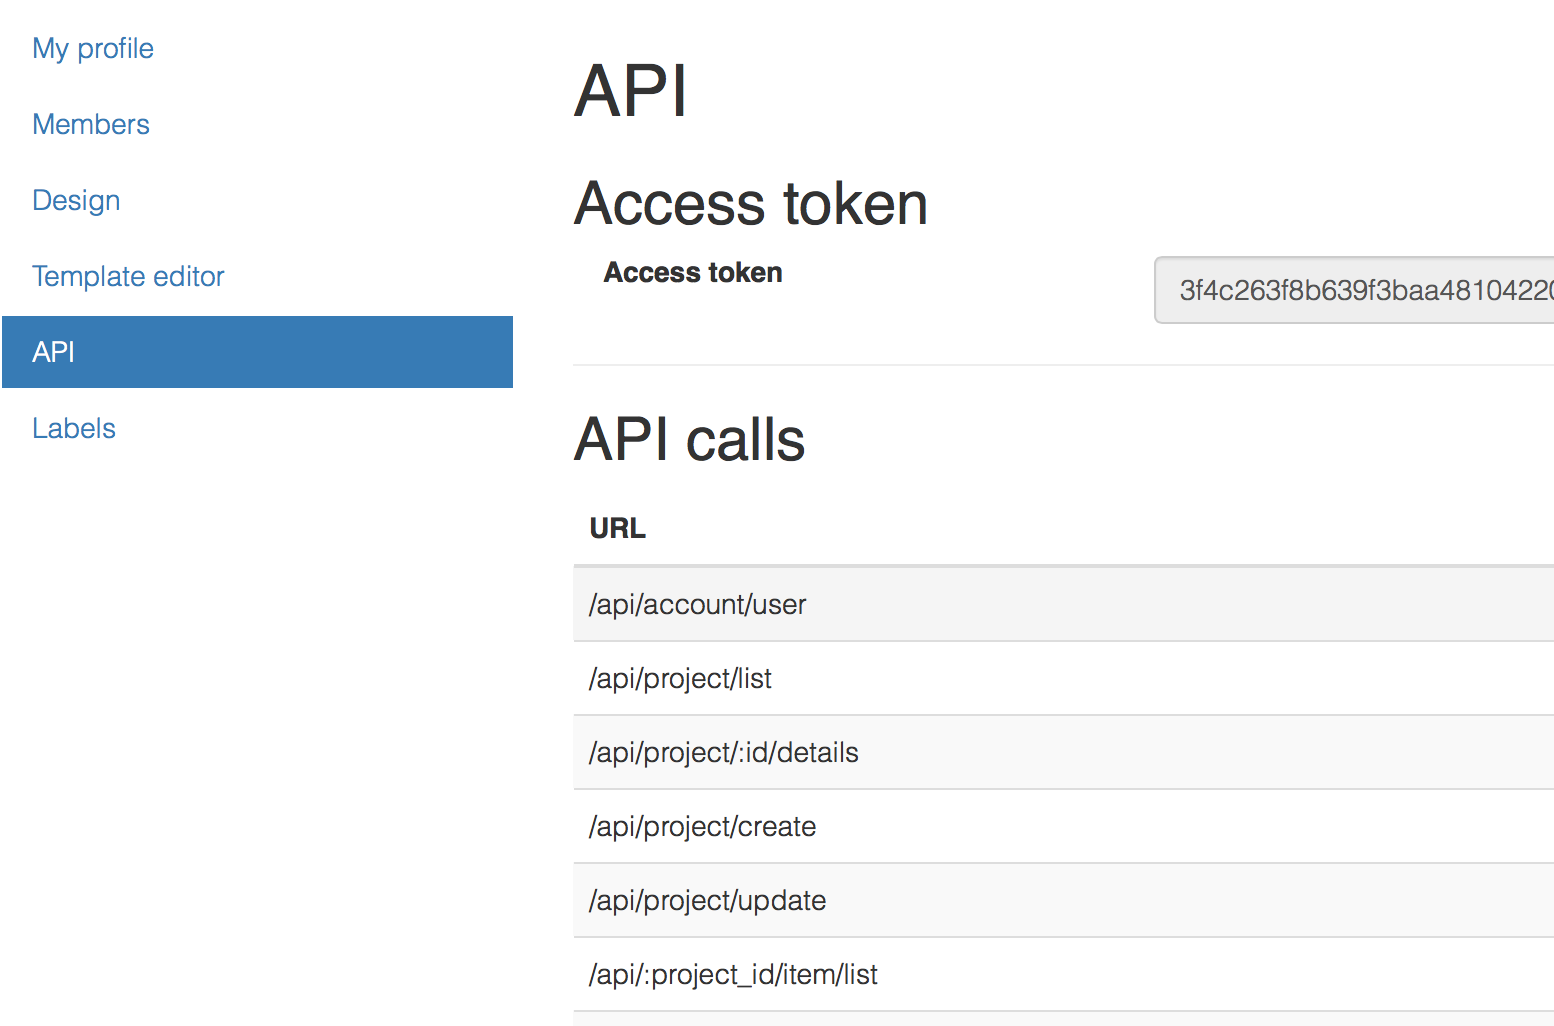 My profile
Members
Design
Template editor
API
Labels
API
Access token
Access token
3f4c263f8b639f3baa4810422
API calls
URL
/api/account/user
/api/project/list
/api/project/:id/details
/api/project/create
/api/project/update
/api/:project_id/item/list